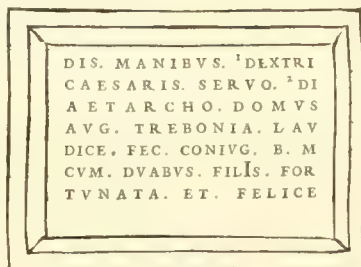 DIS. MANIBVS. ¹DEXTRI
CAESARIS. SERVO. ²DI
AETARCHO. DOMVS
AVG. TREBONIA. LAV
DICE. FEC. CONIVG. B. M
CVM. DVABVS. FILIS. FOR
TVNATA. ET. FELICE